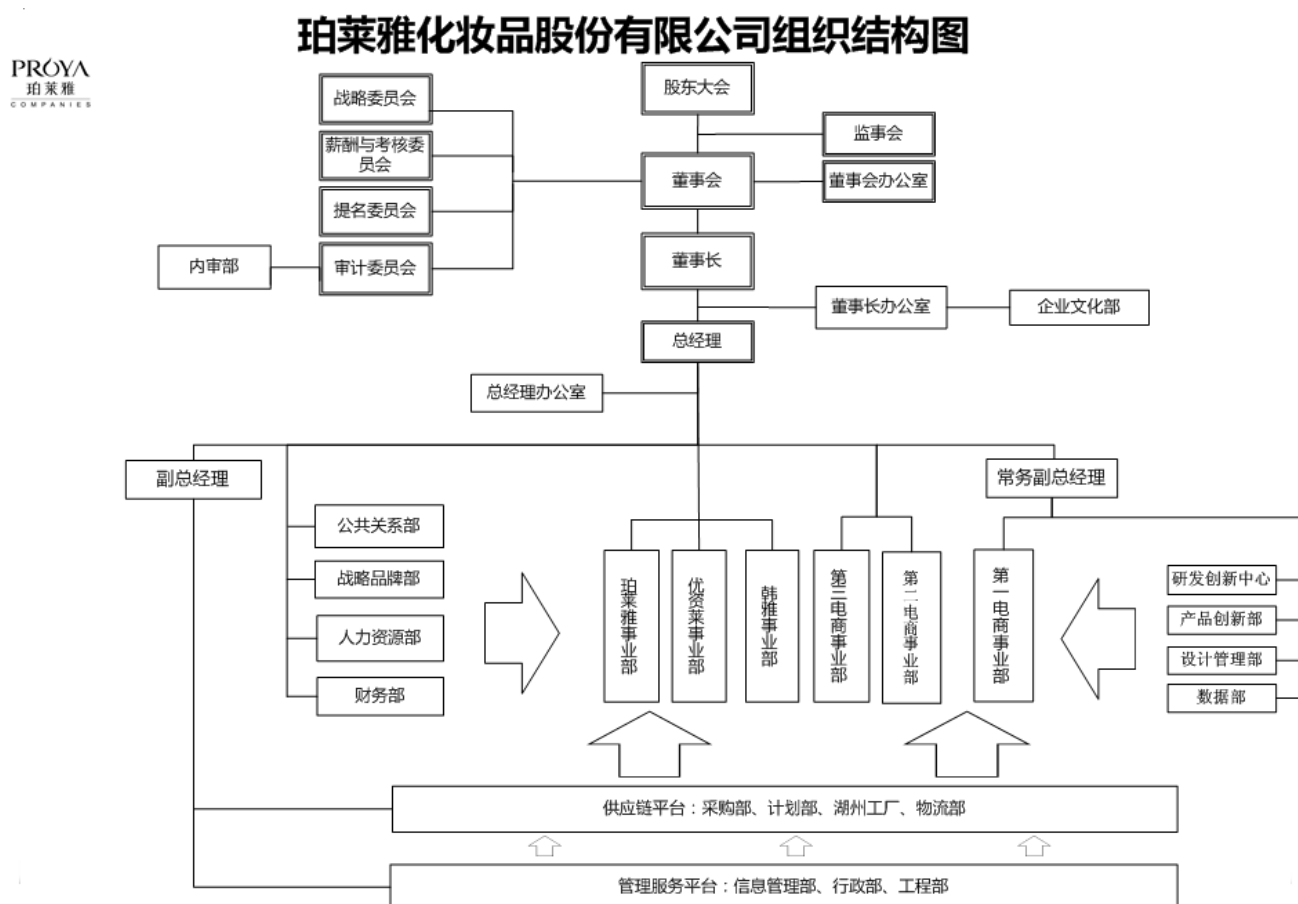 珀莱雅化妆品股份有限公司组织结构图
PROYA
珀莱雅
COMPANIES
股东大会
战略委员会
监事会
薪酬与考核委
员会
董事会
董事会办公室
提名委员会
内审部
审计委员会
董事长
董事长办公室
企业文化部
总经理
总经理办公室
副总经理
常务副总经理
公共关系部
战略品牌部
人力资源部
财务部
珀莱雅事业部
优资莱事业部
韩雅事业部
第三电商事业部
第二电商事业部
第一电商事业部
研发创新中心
产品创新部
设计管理部
数据部
供应链平台：采购部、计划部、湖州工厂、物流部
管理服务平台：信息管理部、行政部、工程部